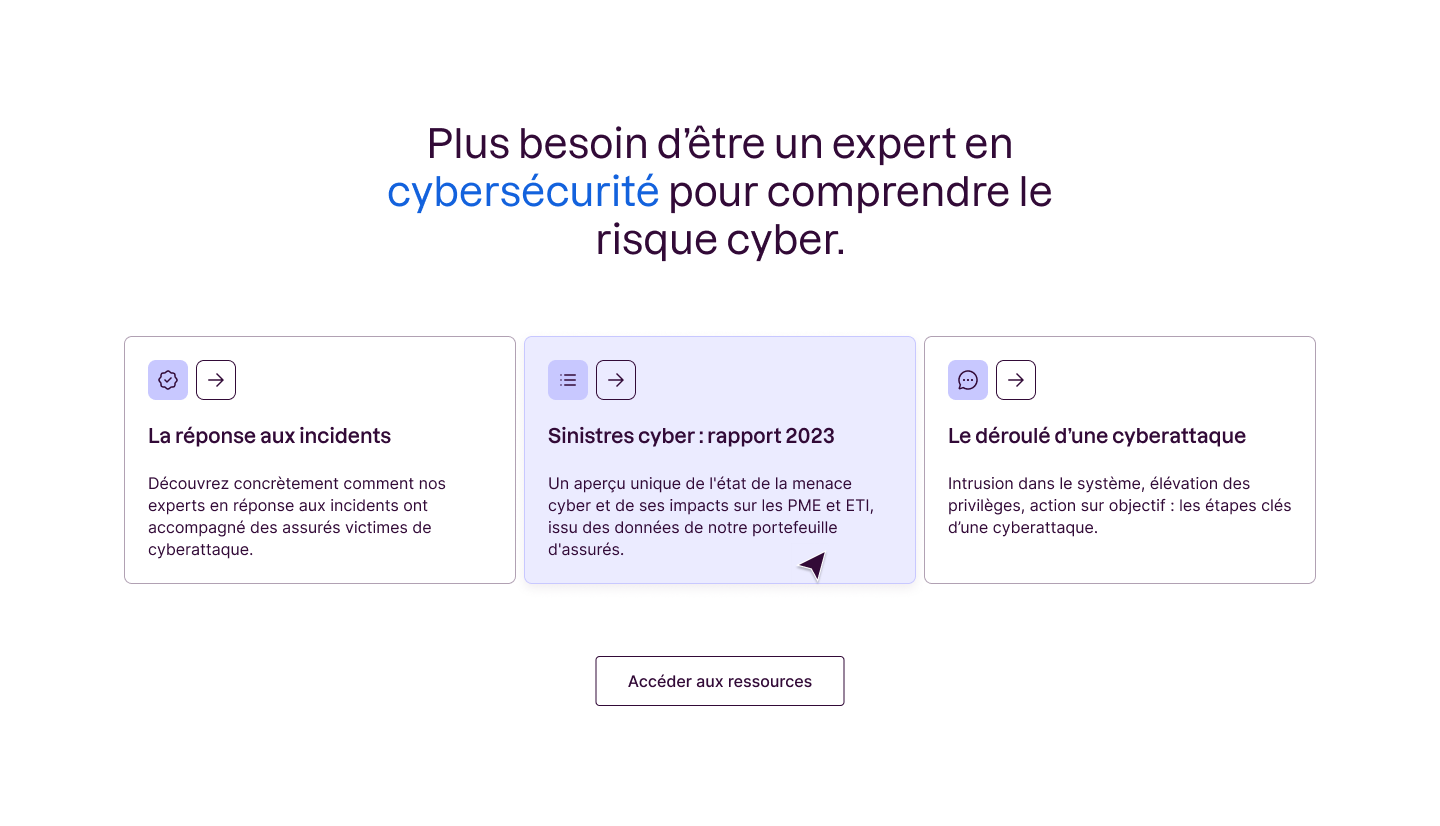 Plus besoin d’être un expert en
cybersécurité pour comprendre le
risque cyber.
La réponse aux incidents
Découvrez concrètement comment nos
experts en réponse aux incidents ont
accompagné des assurés victimes de
cyberattaque.
Sinistres cyber : rapport 2023
Un aperçu unique de l'état de la menace
cyber et de ses impacts sur les PME et ETI,
issu des données de notre portefeuille
d'assurés.
Le déroulé d’une cyberattaque
Intrusion dans le système, élévation des
privilèges, action sur objectif : les étapes clés
d’une cyberattaque.
Accéder aux ressources